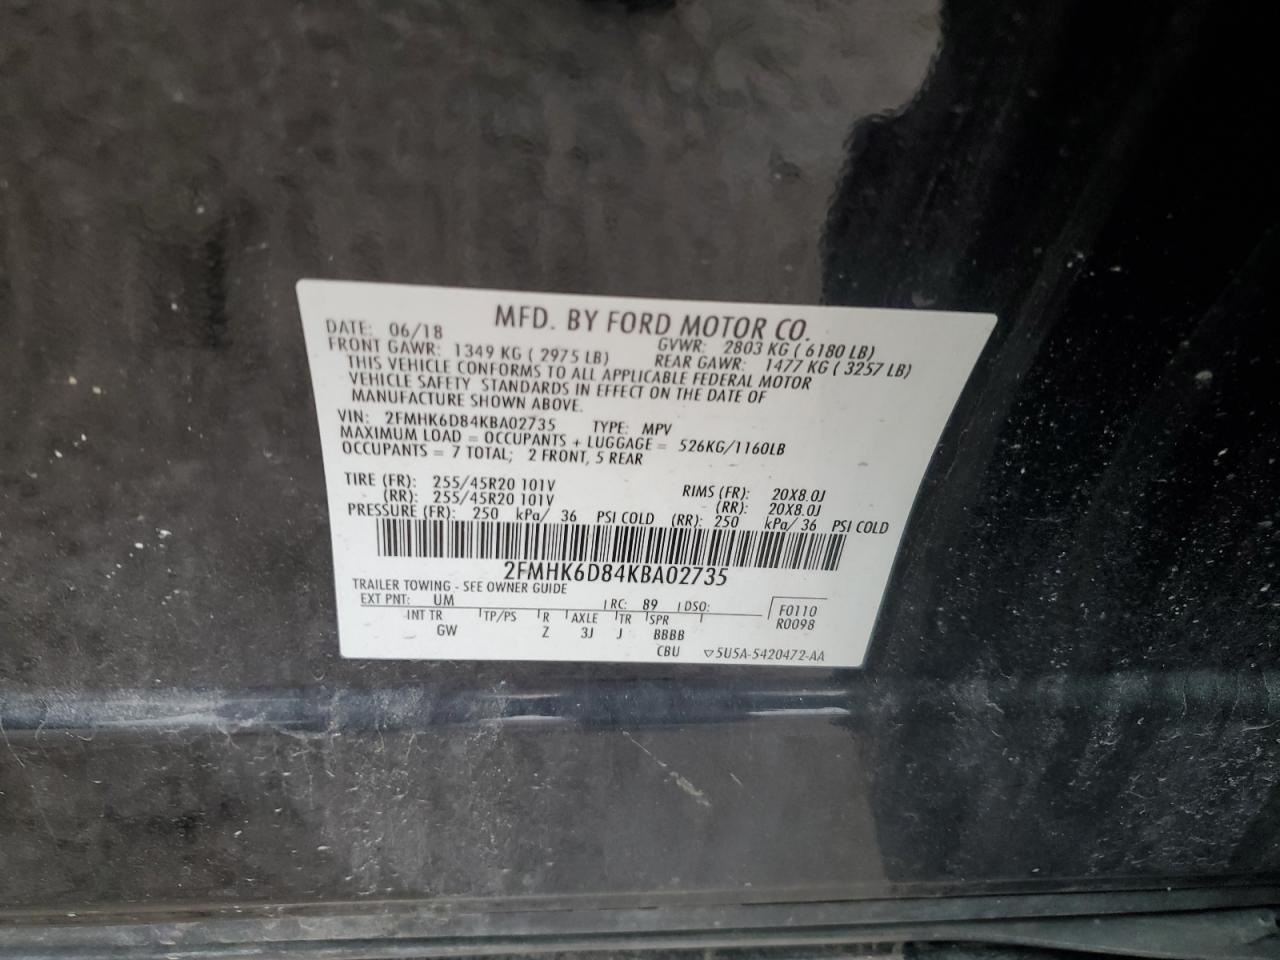 MFD. BY FORD MOTOR CO.
DATE: 06/18 GVWR: 2803 KG ( 6180 LB)
FRONT GAWR: 1349 KG ( 2975 LB) REAR GAWR: 1477 KG ( 3257 LB)
THIS VEHICLE CONFORMS TO ALL APPLICABLE FEDERAL MOTOR
VEHICLE SAFETY STANDARDS IN EFFECT ON THE DATE OF
MANUFACTURE SHOWN ABOVE.
VIN: 2FMHK6D84KBA02735 TYPE: MPV
MAXIMUM LOAD = OCCUPANTS + LUGGAGE = 526KG/1160LB
OCCUPANTS = 7 TOTAL; 2 FRONT, 5 REAR
TIRE (FR): 255/45R20 101V RIMS (FR): 20X8.0J
(RR): 255/45R20 101V (RR): 20X8.0J
PRESSURE (FR): 250 kPa/ 36 PSI COLD (RR): 250 kPa/ 36 PSI COLD
2FMHK6D84KBA02735
TRAILER TOWING - SEE OWNER GUIDE
EXT PNT: UM RC: 89 DSO: F0110
INT TR TP/PS R AXLE TR SPR R0098
GW Z 3J J BBBB
CBU ▽5U5A-5420472-AA